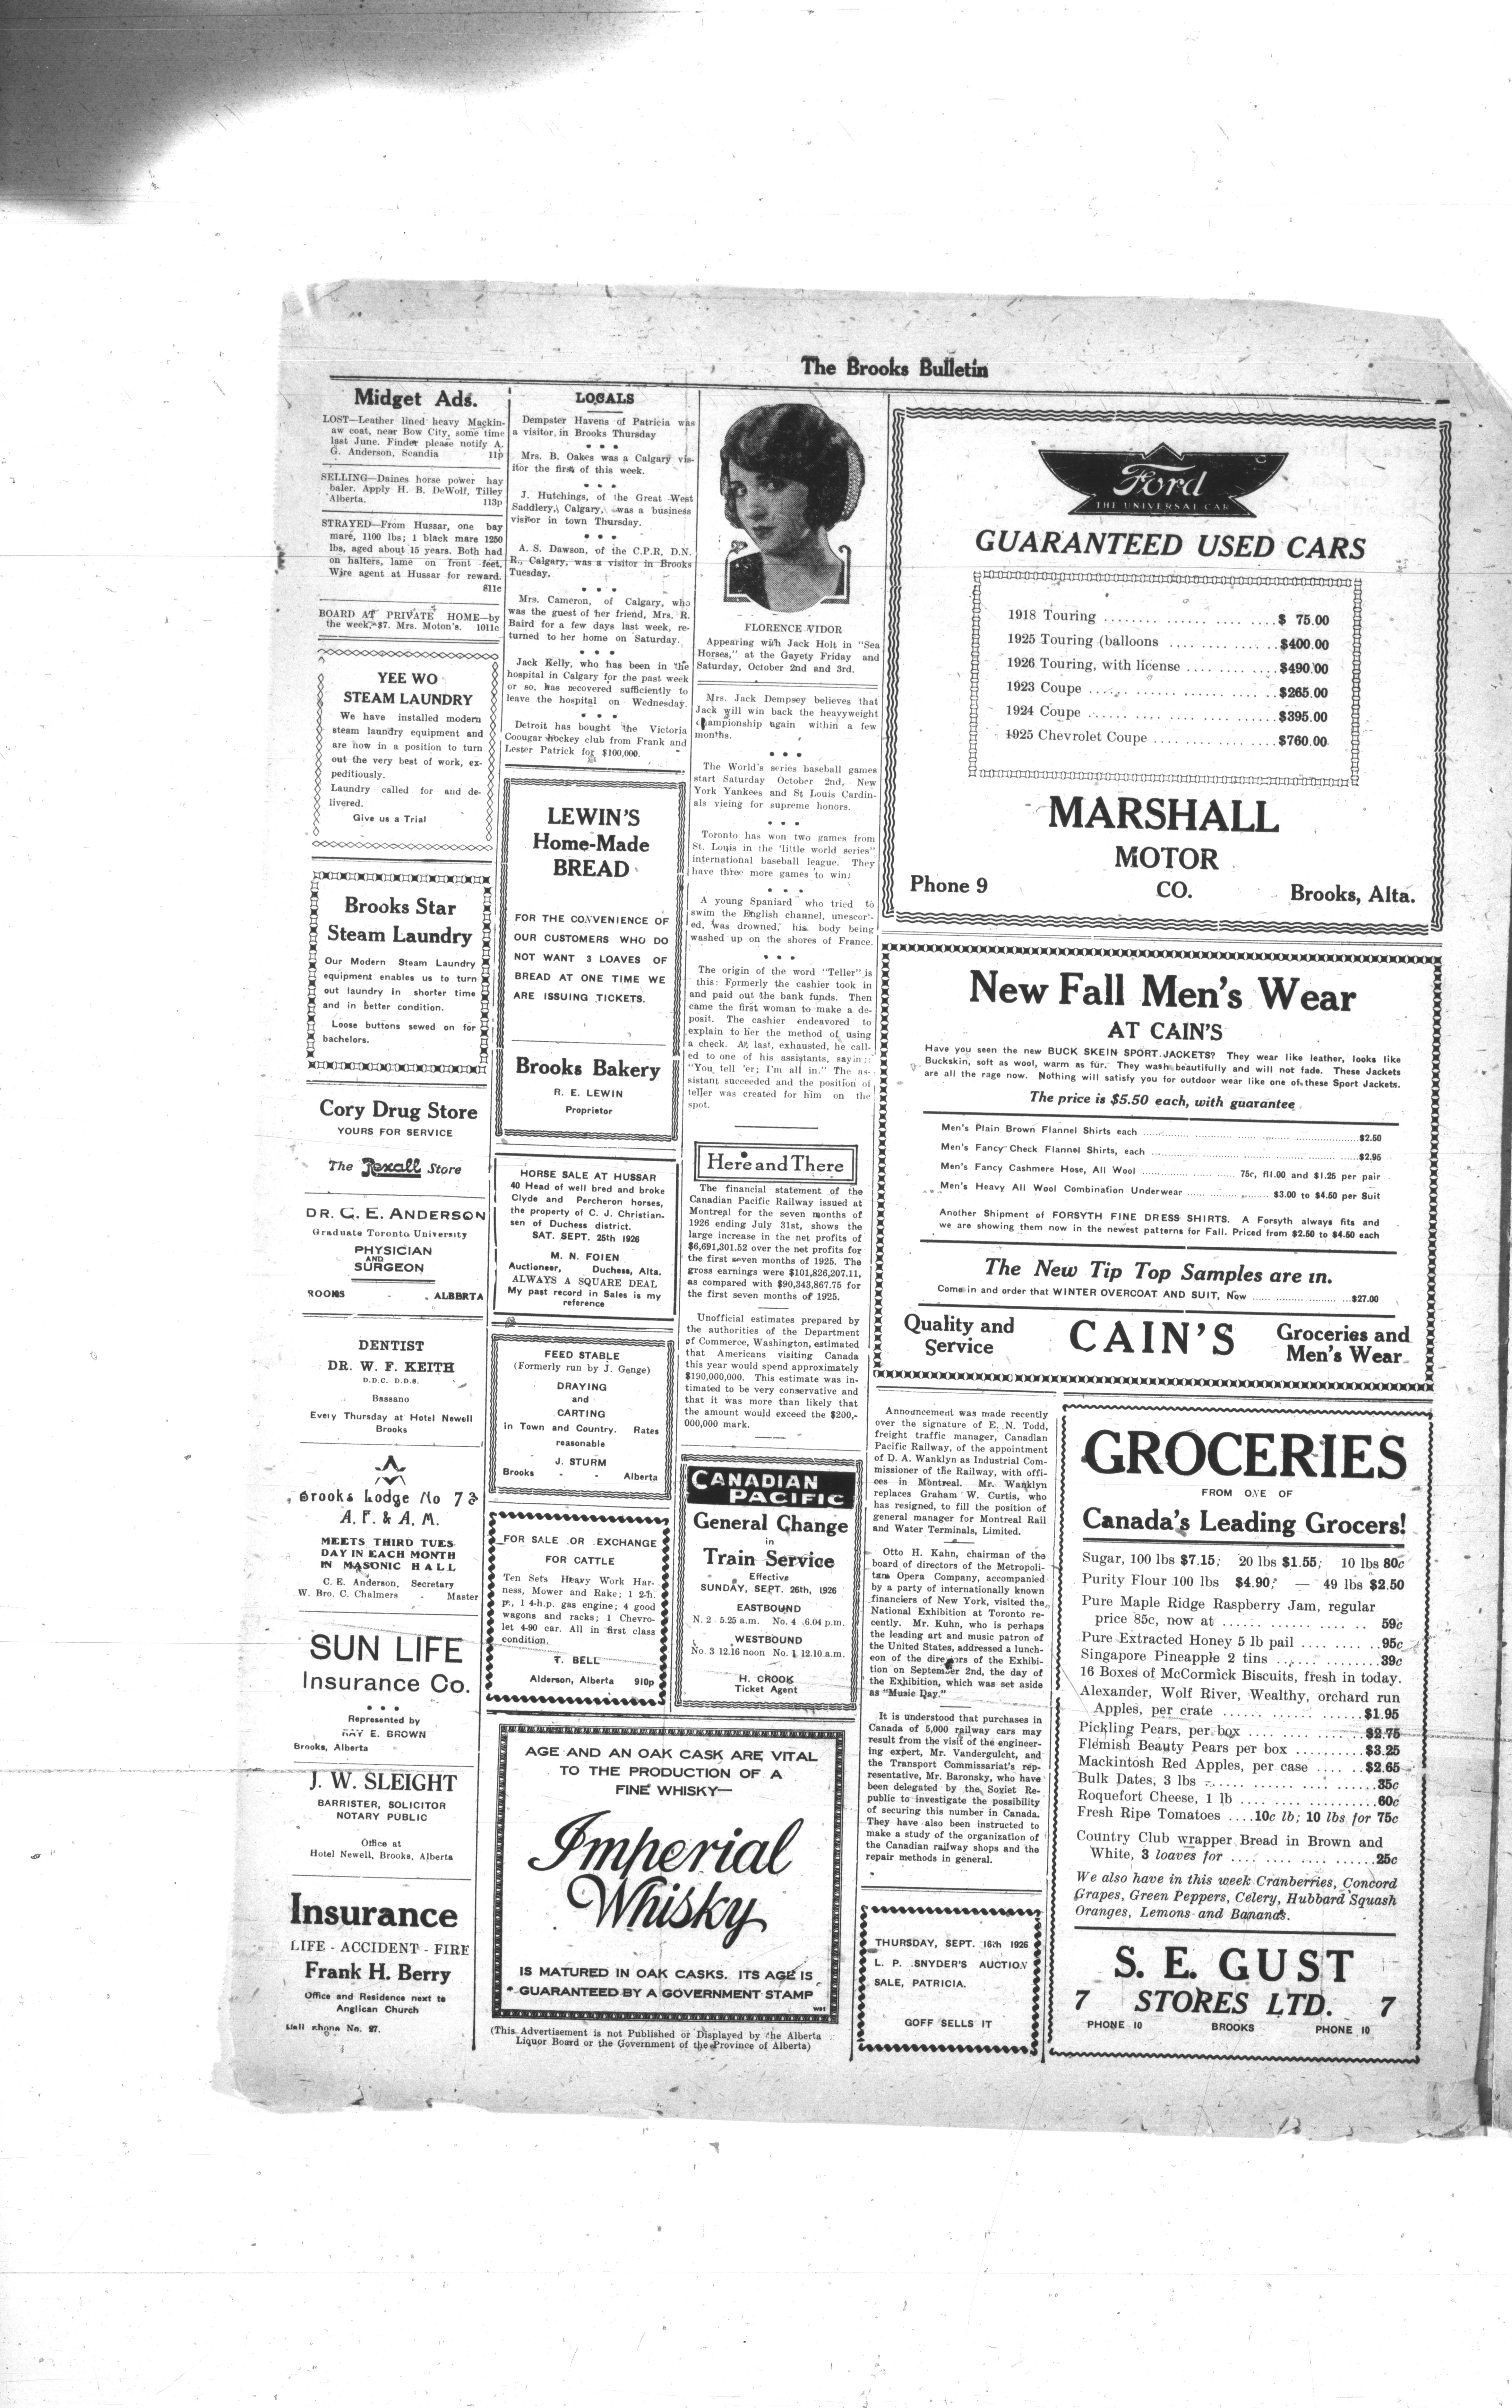 The Brooks Bulletin
Midget Ads.
LOST—Leather lined heavy Mackin-
aw coat, near Bow City, some time
last June. Finder please notify A.
G. Anderson, Scandia 11p
SELLING—Daines horse power hay
baler. Apply H. B. DeWolf, Tilley
Alberta. 113p
STRAYED—From Hussar, one bay
mare, 1100 lbs; 1 black mare 1250
lbs, aged about 15 years. Both had
on halters, lame on front feet.
Wire agent at Hussar for reward.
811c
BOARD AT PRIVATE HOME—by
the week, $7. Mrs. Moton's. 1011c
YEE WO
STEAM LAUNDRY
We have installed modern
steam laundry equipment and
are now in a position to turn
out the very best of work, ex-
peditiously.
Laundry called for and de-
livered.
Give us a Trial
Brooks Star
Steam Laundry
Our Modern Steam Laundry
equipment enables us to turn
out laundry in shorter time
and in better condition.
Loose buttons sewed on for
bachelors.
Cory Drug Store
YOURS FOR SERVICE
The Rexall Store
DR. C. E. ANDERSON
Graduate Toronto University
PHYSICIAN
AND
SURGEON
ROOKS - ALBERTA
DENTIST
DR. W. F. KEITH
D.D.C. D.D.S.
Bassano
Every Thursday at Hotel Newell
Brooks
Brooks Lodge No 73
A. F. & A. M.
MEETS THIRD TUES
DAY IN EACH MONTH
IN MASONIC HALL
C. E. Anderson, Secretary
W. Bro. C. Chalmers - Master
SUN LIFE
Insurance Co.
Represented by
RAY E. BROWN
Brooks, Alberta
J. W. SLEIGHT
BARRISTER, SOLICITOR
NOTARY PUBLIC
Office at
Hotel Newell, Brooks, Alberta
Insurance
LIFE - ACCIDENT - FIRE
Frank H. Berry
Office and Residence next to
Anglican Church
Call Phone No. 97.
LOCALS
Dempster Havens of Patricia was
a visitor in Brooks Thursday
* * *
Mrs. B. Oakes was a Calgary vis-
itor the first of this week.
* * *
J. Hutchings, of the Great West
Saddlery, Calgary, was a business
visitor in town Thursday.
* * *
A. S. Dawson, of the C.P.R, D.N.
R., Calgary, was a visitor in Brooks
Tuesday.
* * *
Mrs. Cameron, of Calgary, who
was the guest of her friend, Mrs. R.
Baird for a few days last week, re-
turned to her home on Saturday.
* * *
Jack Kelly, who has been in the
hospital in Calgary for the past week
or so, has recovered sufficiently to
leave the hospital on Wednesday.
* * *
Detroit has bought the Victoria
Coougar hockey club from Frank and
Lester Patrick for $100,000.
LEWIN'S
Home-Made
BREAD
FOR THE CONVENIENCE OF
OUR CUSTOMERS WHO DO
NOT WANT 3 LOAVES OF
BREAD AT ONE TIME WE
ARE ISSUING TICKETS.
Brooks Bakery
R. E. LEWIN
Proprietor
HORSE SALE AT HUSSAR
40 Head of well bred and broke
Clyde and Percheron horses,
the property of C. J. Christian-
sen of Duchess district.
SAT. SEPT. 25th 1926
M. N. FOIEN
Auctioneer, Duchess, Alta.
ALWAYS A SQUARE DEAL
My past record in Sales is my
reference
FEED STABLE
(Formerly run by J. Genge)
DRAYING
and
CARTING
in Town and Country. Rates
reasonable
J. STURM
Brooks - - Alberta
FOR SALE OR EXCHANGE
FOR CATTLE
Ten Sets Heavy Work Har-
ness, Mower and Rake; 1 2-h.
p., 1 4-h.p. gas engine; 4 good
wagons and racks; 1 Chevro-
let 4-90 car. All in first class
condition.
T. BELL
Alderson, Alberta 910p
AGE AND AN OAK CASK ARE VITAL
TO THE PRODUCTION OF A
FINE WHISKY—
Imperial
Whisky
IS MATURED IN OAK CASKS. ITS AGE IS
GUARANTEED BY A GOVERNMENT STAMP
(This Advertisement is not Published or Displayed by the Alberta
Liquor Board or the Government of the Province of Alberta)
FLORENCE VIDOR
Appearing with Jack Holt in "Sea
Horses," at the Gayety Friday and
Saturday, October 2nd and 3rd.
Mrs. Jack Dempsey believes that
Jack will win back the heavyweight
championship again within a few
months.
* * *
The World's series baseball games
start Saturday October 2nd, New
York Yankees and St Louis Cardin-
als vieing for supreme honors.
* * *
Toronto has won two games from
St. Louis in the 'little world series"
international baseball league. They
have three more games to win.
* * *
A young Spaniard who tried to
swim the English channel, unescor-
ed, was drowned, his body being
washed up on the shores of France.
* * *
The origin of the word "Teller" is
this: Formerly the cashier took in
and paid out the bank funds. Then
came the first woman to make a de-
posit. The cashier endeavored to
explain to her the method of using
a check. At last, exhausted, he call-
ed to one of his assistants, sayin::
"You tell 'er; I'm all in." The as-
sistant succeeded and the position of
teller was created for him on the
spot.
Here and There
The financial statement of the
Canadian Pacific Railway issued at
Montreal for the seven months of
1926 ending July 31st, shows the
large increase in the net profits of
$6,691,301.52 over the net profits for
the first seven months of 1925. The
gross earnings were $101,826,207.11,
as compared with $90,343,867.75 for
the first seven months of 1925.
Unofficial estimates prepared by
the authorities of the Department
of Commerce, Washington, estimated
that Americans visiting Canada
this year would spend approximately
$190,000,000. This estimate was in-
timated to be very conservative and
that it was more than likely that
the amount would exceed the $200,-
000,000 mark.
CANADIAN
PACIFIC
General Change
in
Train Service
Effective
SUNDAY, SEPT. 26th, 1926
EASTBOUND
N. 2 5.25 a.m. No. 4 6.04 p.m.
WESTBOUND
No. 3 12.16 noon No. 1 12.10 a.m.
H. CROOK
Ticket Agent
Ford
THE UNIVERSAL CAR
GUARANTEED USED CARS
1918 Touring .................... $ 75.00
1925 Touring (balloons ............ $400.00
1926 Touring, with license ............ $490.00
1923 Coupe .................... $265.00
1924 Coupe .................... $395.00
1925 Chevrolet Coupe .............. $760.00
MARSHALL
MOTOR
CO.
Phone 9 Brooks, Alta.
New Fall Men's Wear
AT CAIN'S
Have you seen the new BUCK SKEIN SPORT JACKETS? They wear like leather, looks like
Buckskin, soft as wool, warm as fur. They wash beautifully and will not fade. These Jackets
are all the rage now. Nothing will satisfy you for outdoor wear like one of these Sport Jackets.
The price is $5.50 each, with guarantee
Men's Plain Brown Flannel Shirts each ............ $2.50
Men's Fancy Check Flannel Shirts, each ............ $2.95
Men's Fancy Cashmere Hose, All Wool ............ 75c, $1.00 and $1.25 per pair
Men's Heavy All Wool Combination Underwear ............ $3.00 to $4.50 per Suit
Another Shipment of FORSYTH FINE DRESS SHIRTS. A Forsyth always fits and
we are showing them now in the newest patterns for Fall. Priced from $2.50 to $4.50 each
The New Tip Top Samples are in.
Come in and order that WINTER OVERCOAT AND SUIT, Now ............ $27.00
Quality and
Service
CAIN'S
Groceries and
Men's Wear
Announcement was made recently
over the signature of E. N. Todd,
freight traffic manager, Canadian
Pacific Railway, of the appointment
of D. A. Wanklyn as Industrial Com-
missioner of the Railway, with offi-
ces in Montreal. Mr. Wanklyn
replaces Graham W. Curtis, who
has resigned, to fill the position of
general manager for Montreal Rail
and Water Terminals, Limited.
Otto H. Kahn, chairman of the
board of directors of the Metropoli-
tan Opera Company, accompanied
by a party of internationally known
financiers of New York, visited the
National Exhibition at Toronto re-
cently. Mr. Kuhn, who is perhaps
the leading art and music patron of
the United States, addressed a lunch-
eon of the directors of the Exhibi-
tion on September 2nd, the day of
the Exhibition, which was set aside
as "Music Day."
It is understood that purchases in
Canada of 5,000 railway cars may
result from the visit of the engineer-
ing expert, Mr. Vandergulcht, and
the Transport Commissariat's rep-
resentative, Mr. Baronsky, who have
been delegated by the Soviet Re-
public to investigate the possibility
of securing this number in Canada.
They have also been instructed to
make a study of the organization of
the Canadian railway shops and the
repair methods in general.
THURSDAY, SEPT. 16th 1926
L. P. SNYDER'S AUCTION
SALE, PATRICIA.
GOFF SELLS IT
GROCERIES
FROM ONE OF
Canada's Leading Grocers!
Sugar, 100 lbs $7.15; 20 lbs $1.55; 10 lbs 80c
Purity Flour 100 lbs $4.90; — 49 lbs $2.50
Pure Maple Ridge Raspberry Jam, regular
price 85c, now at ................ 59c
Pure Extracted Honey 5 lb pail ........ 95c
Singapore Pineapple 2 tins ............ 39c
16 Boxes of McCormick Biscuits, fresh in today.
Alexander, Wolf River, Wealthy, orchard run
Apples, per crate ................ $1.95
Pickling Pears, per box .............. $2.75
Flemish Beauty Pears per box .......... $3.25
Mackintosh Red Apples, per case ........ $2.65
Bulk Dates, 3 lbs .................. 35c
Roquefort Cheese, 1 lb .............. 60c
Fresh Ripe Tomatoes ....10c lb; 10 lbs for 75c
Country Club wrapper Bread in Brown and
White, 3 loaves for ................ 25c
We also have in this week Cranberries, Concord
Grapes, Green Peppers, Celery, Hubbard Squash
Oranges, Lemons and Bananas.
S. E. GUST
7 STORES LTD. 7
PHONE 10 BROOKS PHONE 10